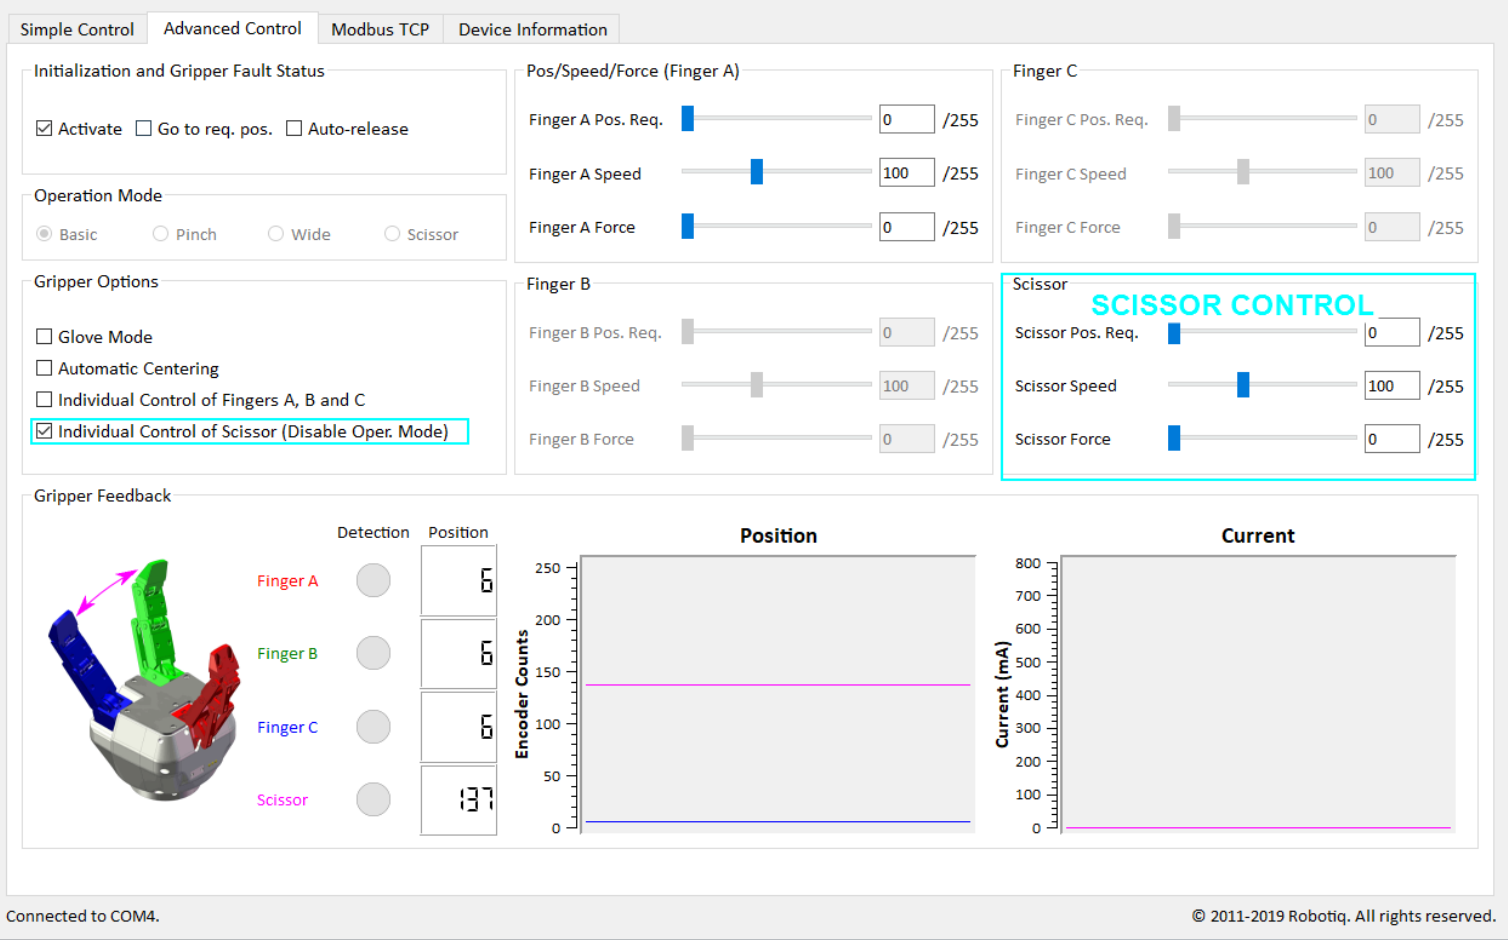 Simple Control Advanced Control Modbus TCP Device Information
Initialization and Gripper Fault Status
Activate Go to req. pos. Auto-release
Operation Mode
Basic Pinch Wide Scissor
Gripper Options
Glove Mode
Automatic Centering
Individual Control of Fingers A, B and C
Individual Control of Scissor (Disable Oper. Mode)
Pos/Speed/Force (Finger A)
Finger A Pos. Req. 0 /255
Finger A Speed 100 /255
Finger A Force 0 /255
Finger B
Finger B Pos. Req. 0 /255
Finger B Speed 100 /255
Finger B Force 0 /255
Finger C
Finger C Pos. Req. 0 /255
Finger C Speed 100 /255
Finger C Force 0 /255
Scissor
SCISSOR CONTROL
Scissor Pos. Req. 0 /255
Scissor Speed 100 /255
Scissor Force 0 /255
Gripper Feedback
Detection Position
Finger A 6
Finger B 6
Finger C 6
Scissor 137
Position
Encoder Counts
250
200
150
100
50
0
Current
Current (mA)
800
700
600
500
400
300
200
100
0
Connected to COM4.
© 2011-2019 Robotiq. All rights reserved.